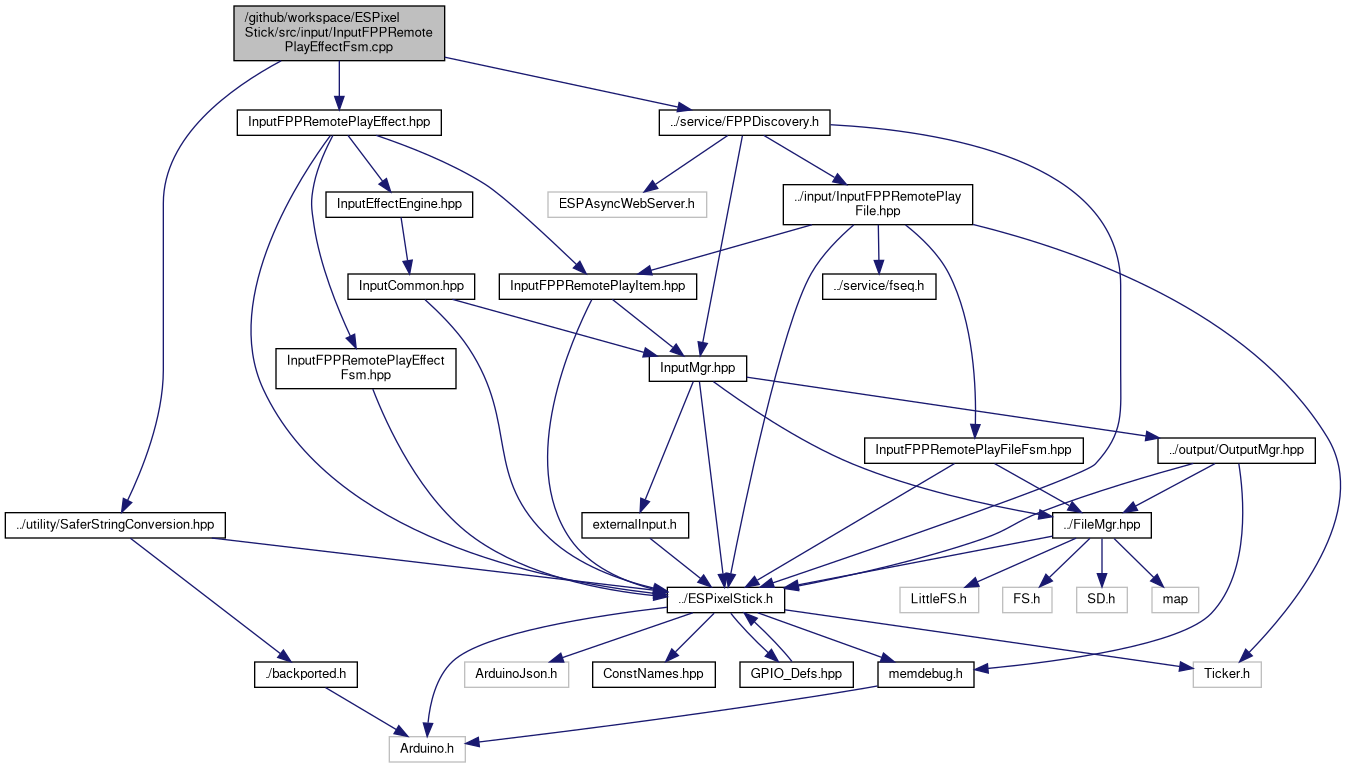 /github/workspace/ESPixel
Stick/src/input/InputFPPRemote
PlayEffectFsm.cpp
InputFPPRemotePlayEffect.hpp
../service/FPPDiscovery.h
InputEffectEngine.hpp
ESPAsyncWebServer.h
../input/InputFPPRemotePlay
File.hpp
InputCommon.hpp
InputFPPRemotePlayItem.hpp
../service/fseq.h
InputFPPRemotePlayEffect
Fsm.hpp
InputMgr.hpp
InputFPPRemotePlayFileFsm.hpp
../output/OutputMgr.hpp
../utility/SaferStringConversion.hpp
externalInput.h
../FileMgr.hpp
../ESPixelStick.h
LittleFS.h
FS.h
SD.h
map
./backported.h
ArduinoJson.h
ConstNames.hpp
GPIO_Defs.hpp
memdebug.h
Ticker.h
Arduino.h